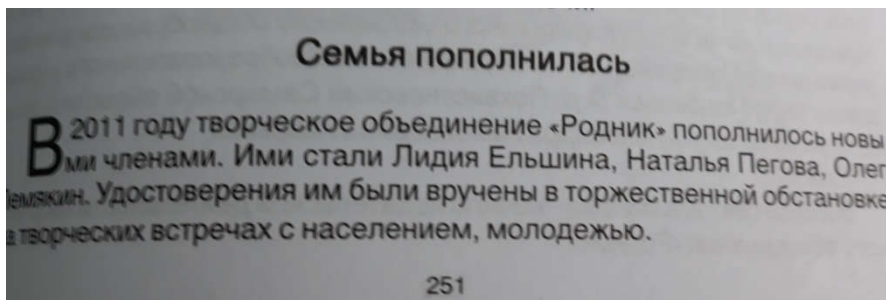 Семья пополнилась
В 2011 году творческое объединение «Родник» пополнилось новы
ми членами. Ими стали Лидия Ельшина, Наталья Пегова, Олег
Удостоверения им были вручены в торжественной обстановке
творческих встречах с населением, молодежью.
251